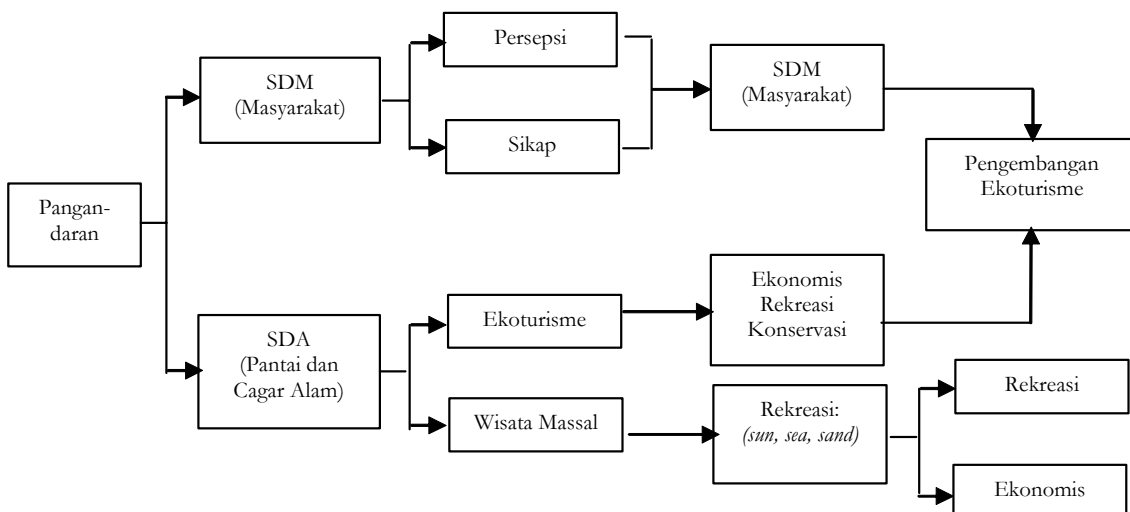 Persepsi
SDM
(Masyarakat)
SDM
(Masyarakat)
Sikap
Pengembangan
Ekoturisme
Pangan-
daran
Ekonomis
Rekreasi
Konservasi
Ekoturisme
SDA
(Pantai dan
Cagar Alam)
Rekreasi
Wisata Massal
Rekreasi:
(sun, sea, sand)
Ekonomis